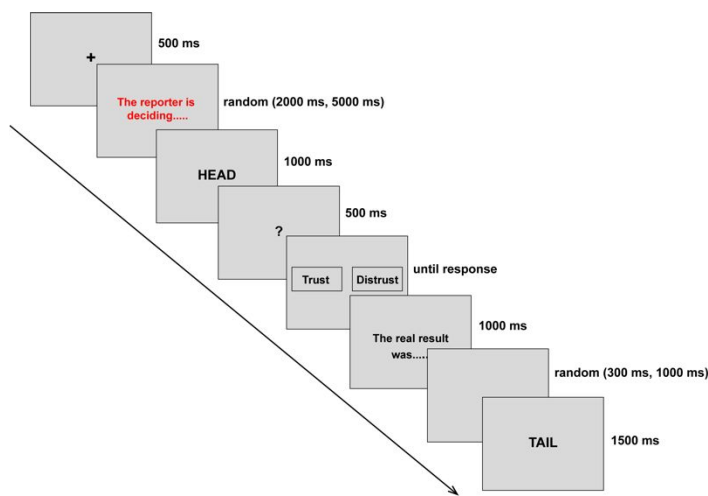 +
500 ms
The reporter is
deciding.....
random (2000 ms, 5000 ms)
HEAD
1000 ms
?
500 ms
Trust
Distrust
until response
The real result
was.....
1000 ms
random (300 ms, 1000 ms)
TAIL
1500 ms